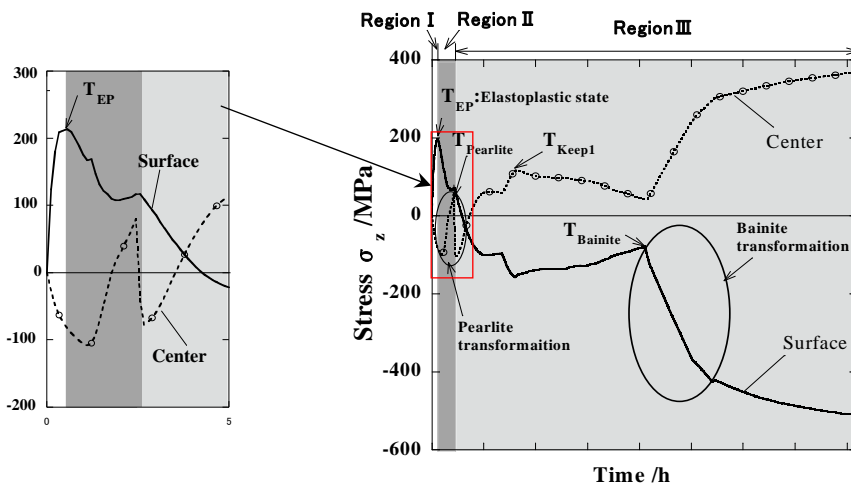 Region Ⅰ Region Ⅱ
Region Ⅲ
300
200
100
0
-100
-200
0
5
T_EP
Surface
Center
400
200
0
-200
-400
-600
Stress σ_z /MPa
T_EP:Elastoplastic state
T_Pearlite
T_Keep1
Center
T_Bainite
Bainite
transformaition
Pearlite
transformaition
Surface
Time /h